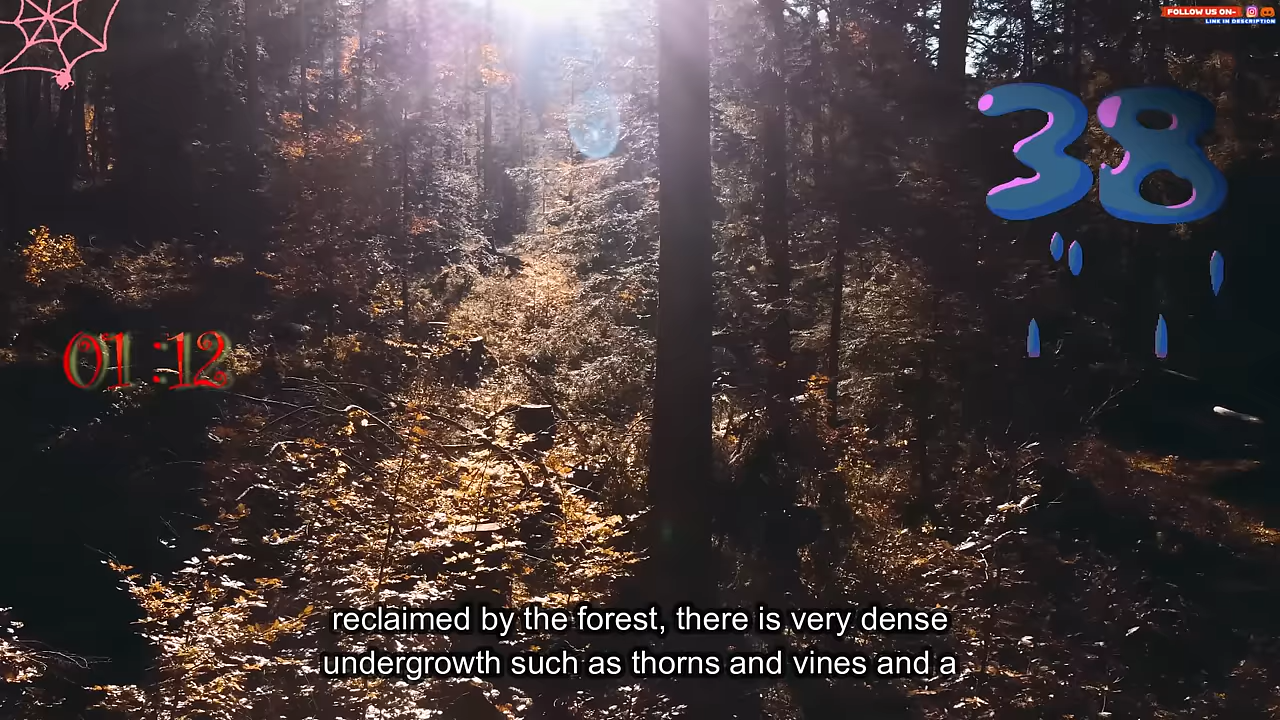 FOLLOW US ON-
LINK IN DESCRIPTION
38
01:12
reclaimed by the forest, there is very dense
undergrowth such as thorns and vines and a